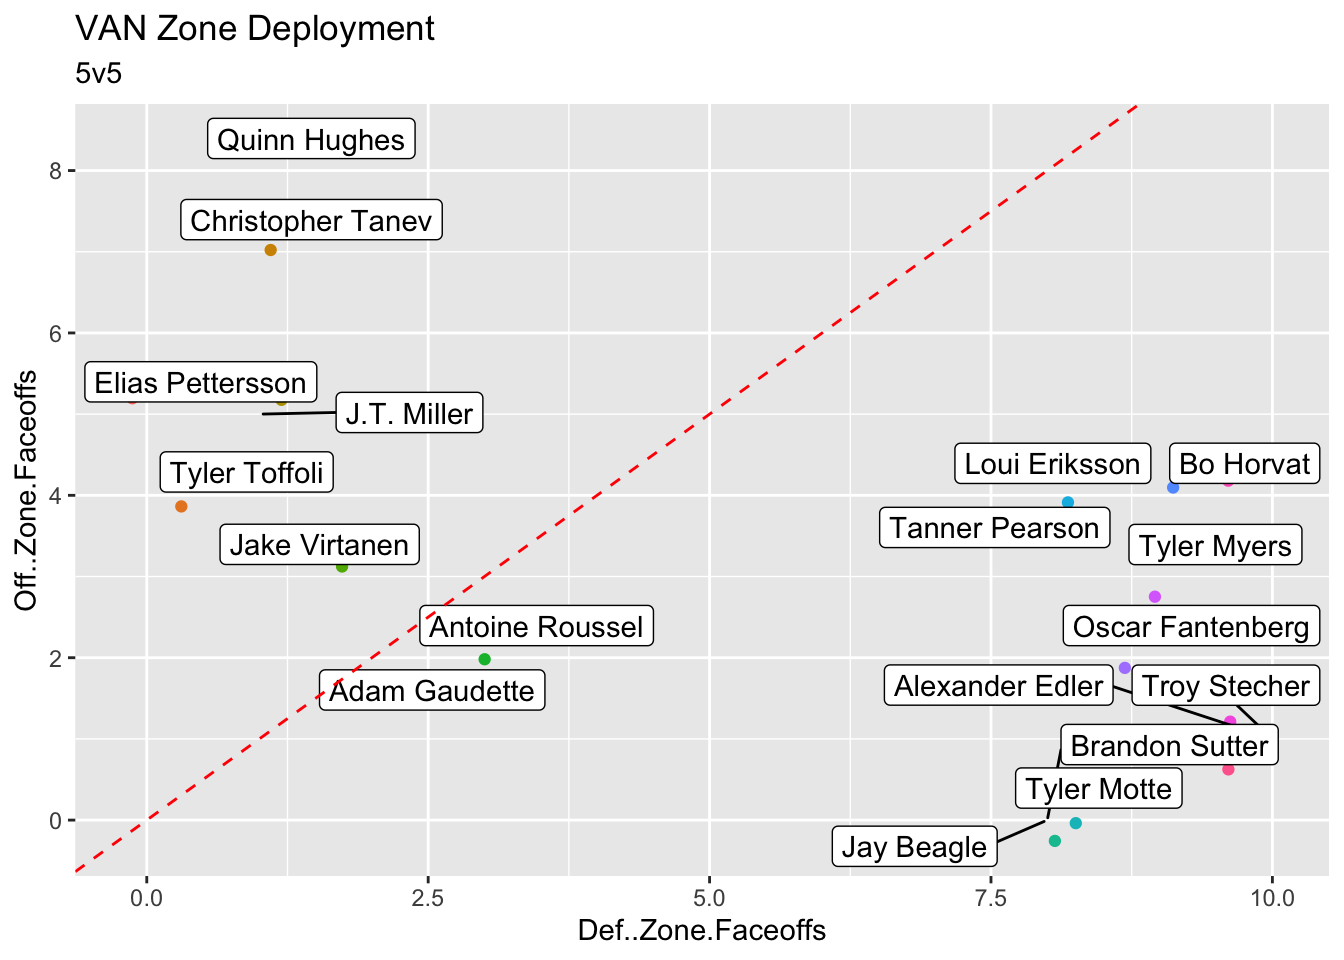 VAN Zone Deployment
5v5
Off..Zone.Faceoffs
8
6
4
2
0
Quinn Hughes
Christopher Tanev
Elias Pettersson
J.T. Miller
Tyler Toffoli
Jake Virtanen
Antoine Roussel
Adam Gaudette
Loui Eriksson
Bo Horvat
Tanner Pearson
Tyler Myers
Oscar Fantenberg
Alexander Edler
Troy Stecher
Brandon Sutter
Tyler Motte
Jay Beagle
0.0
2.5
5.0
7.5
10.0
Def..Zone.Faceoffs